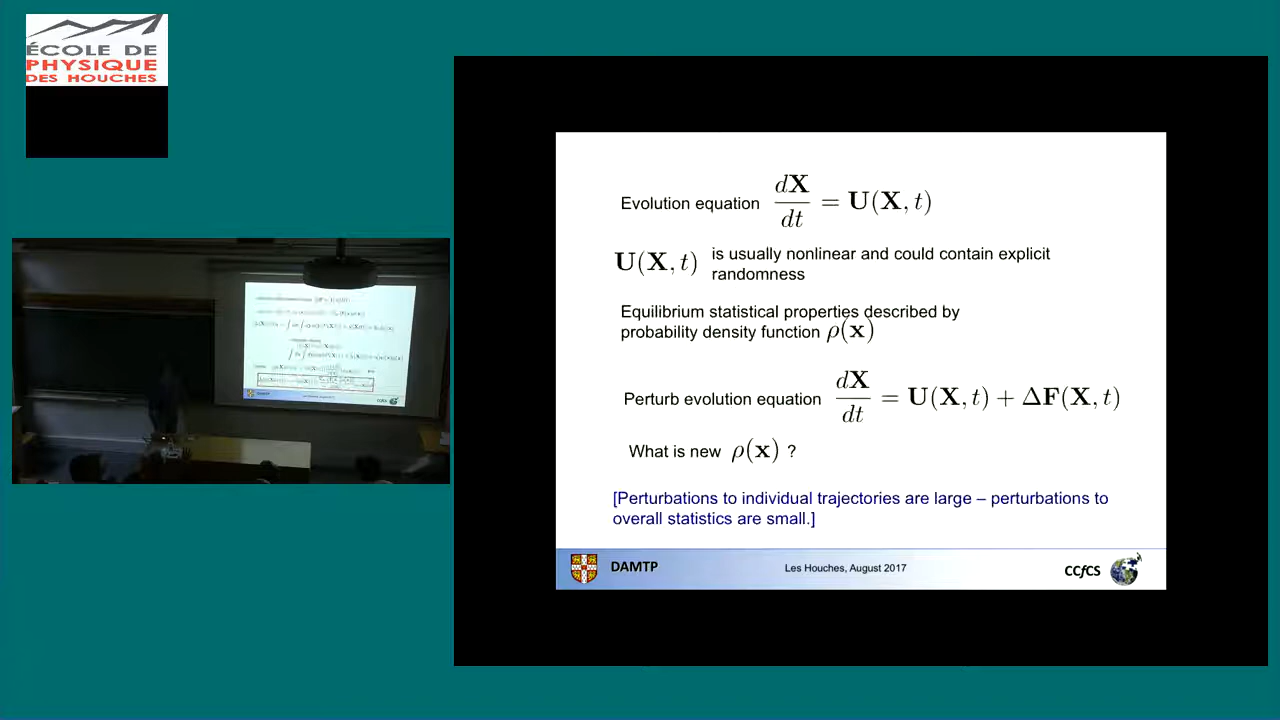 ÉCOLE DE
PHYSIQUE
DES HOUCHES
Evolution equation dX/dt = U(X, t)
U(X, t) is usually nonlinear and could contain explicit
randomness
Equilibrium statistical properties described by
probability density function ρ(x)
Perturb evolution equation dX/dt = U(X, t) + ΔF(X, t)
What is new ρ(x) ?
[Perturbations to individual trajectories are large – perturbations to
overall statistics are small.]
DAMTP Les Houches, August 2017 CCfCS